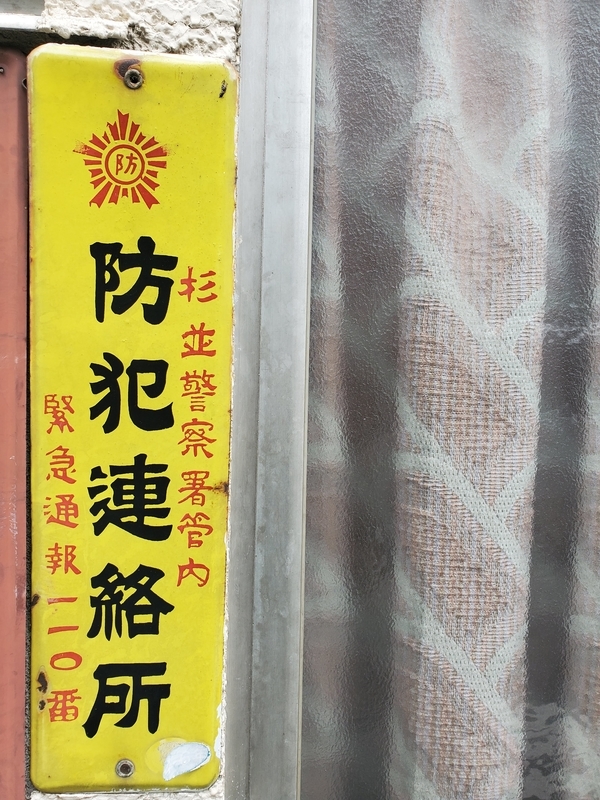 防
杉並警察署管内
防犯連絡所
緊急通報一一〇番